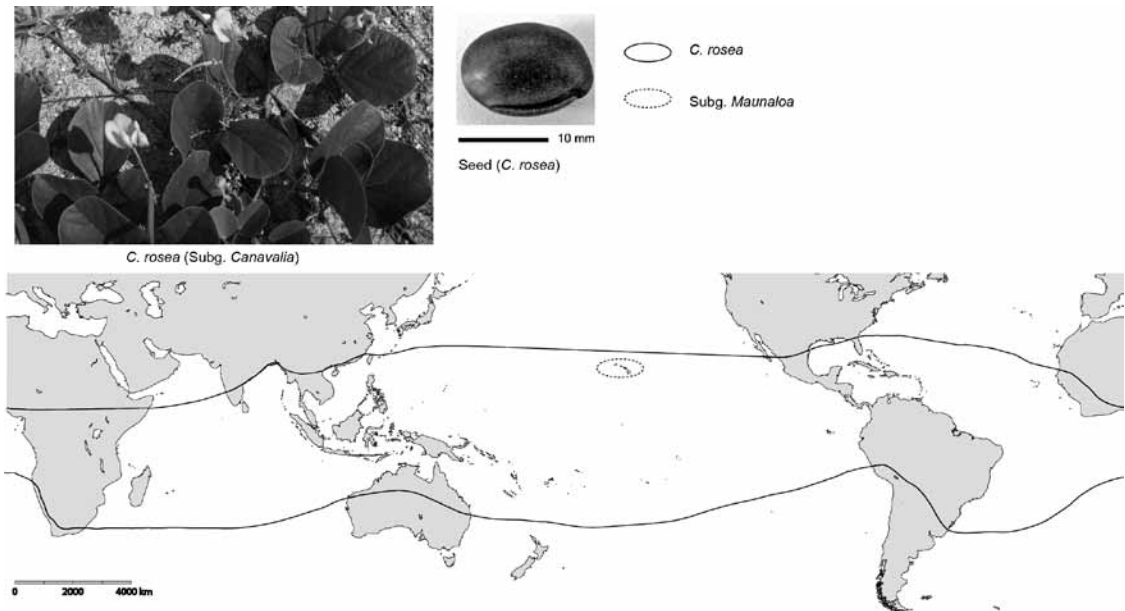 C. rosea
Subg. Maunaloa
10 mm
Seed (C. rosea)
C. rosea (Subg. Canavalia)
0 2000 4000 km